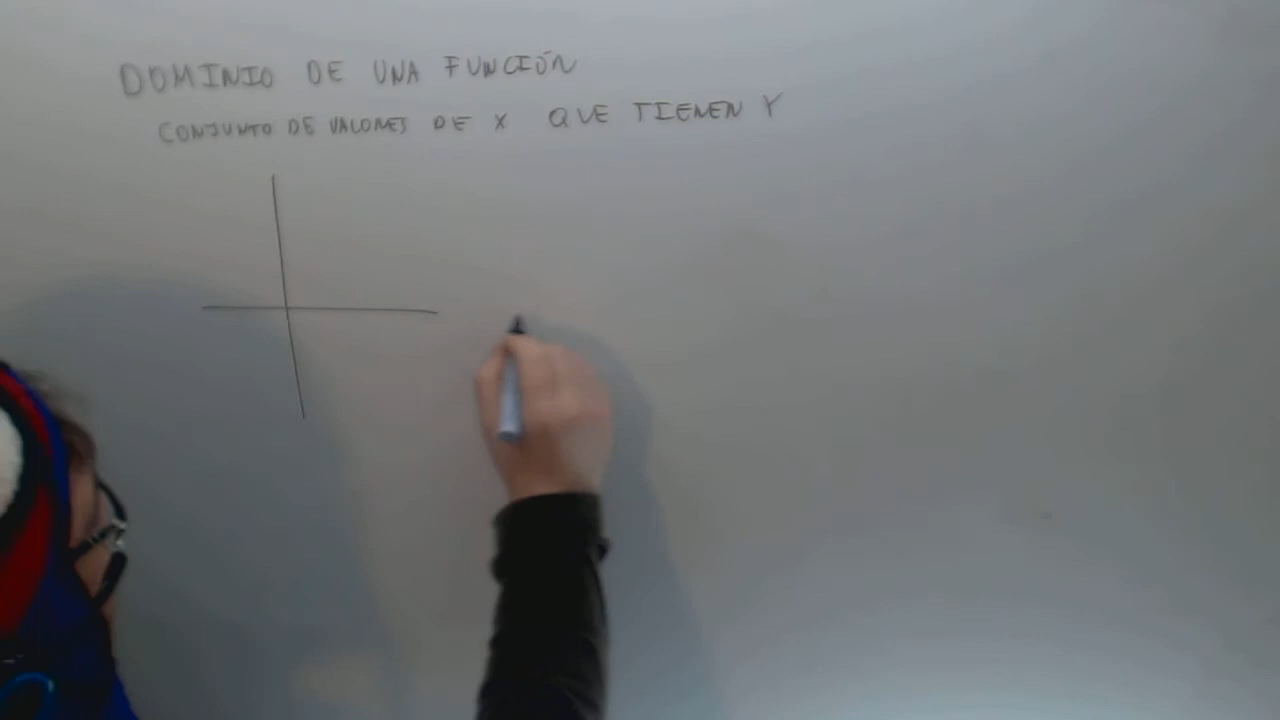 DOMINIO DE UNA FUNCIÓN
CONJUNTO DE VALORES DE X QUE TIENEN Y